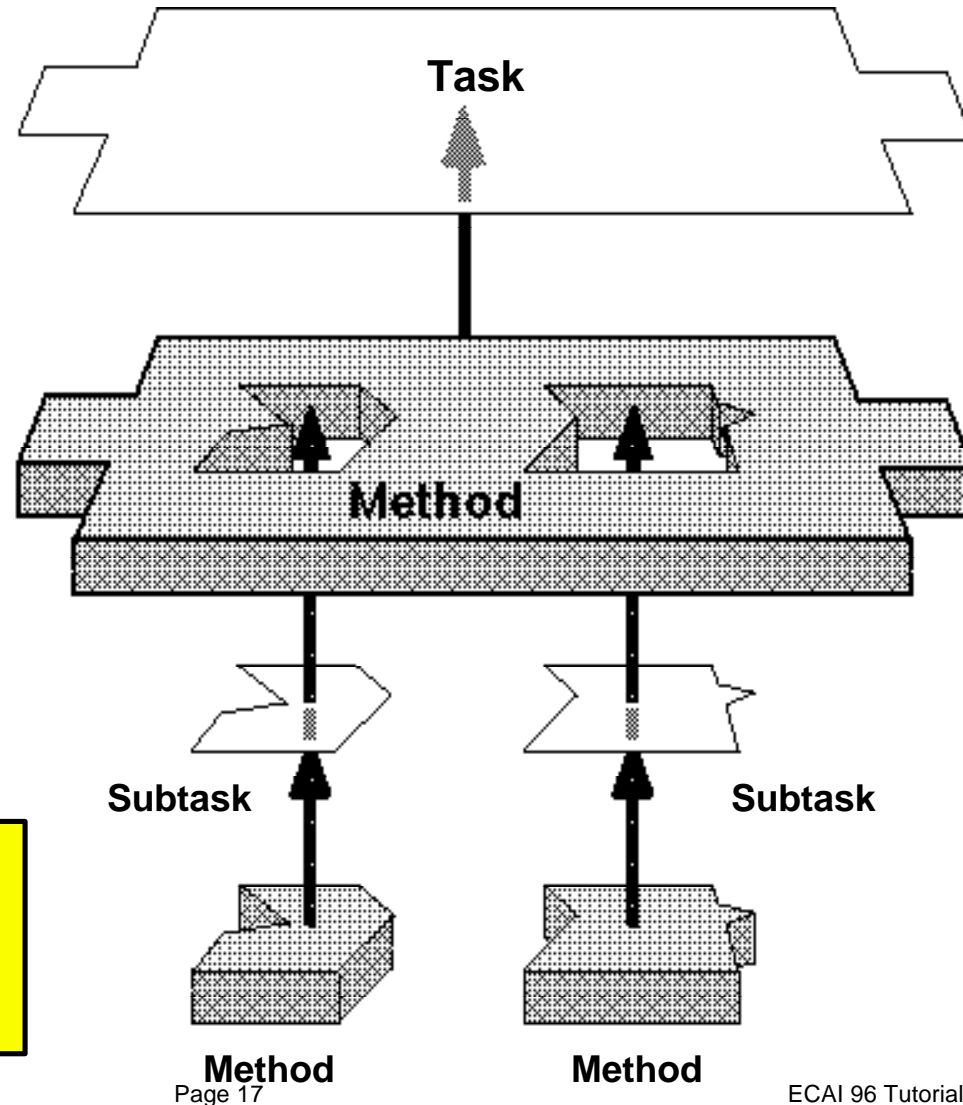 Task
Method
Subtask Subtask
Method Method
Page 17 ECAI 96 Tutorial